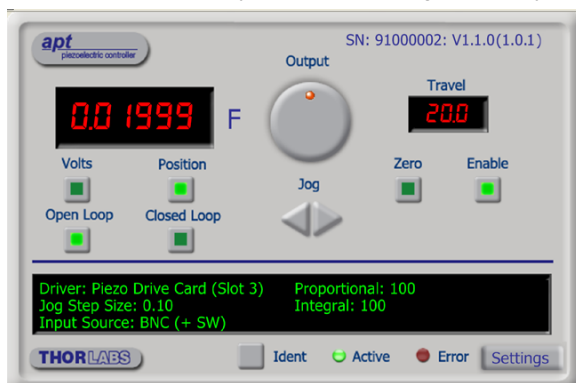 apt
piezoelectric controller
SN: 91000002: V1.1.0(1.0.1)
Output
Travel
0.01999 F
20.0
Volts Position
Zero Enable
Jog
Open Loop Closed Loop
Driver: Piezo Drive Card (Slot 3) Proportional: 100
Jog Step Size: 0.10 Integral: 100
Input Source: BNC (+ SW)
THORLABS
Ident Active Error Settings